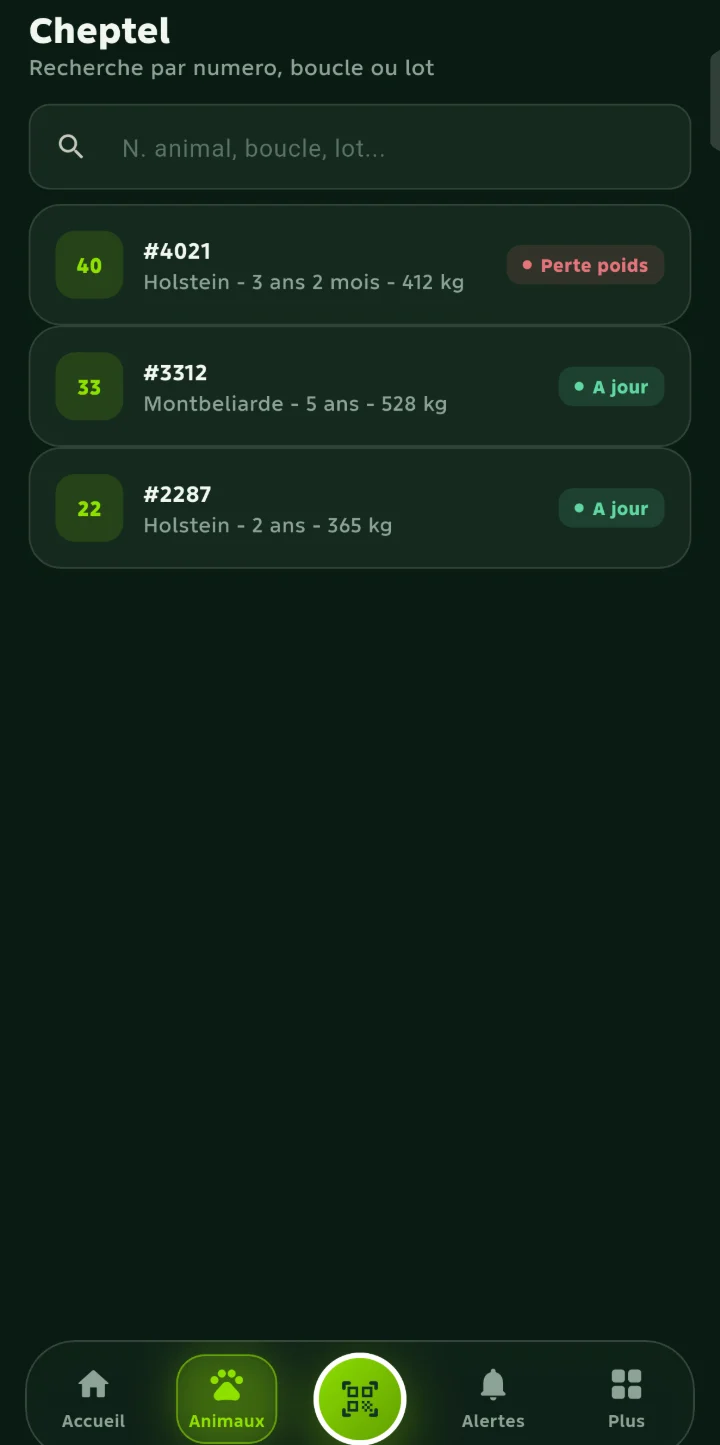 Cheptel
Recherche par numero, boucle ou lot
N. animal, boucle, lot...
40
#4021
Holstein - 3 ans 2 mois - 412 kg
• Perte poids
33
#3312
Montbeliarde - 5 ans - 528 kg
• A jour
22
#2287
Holstein - 2 ans - 365 kg
• A jour
Accueil
Animaux
Alertes
Plus